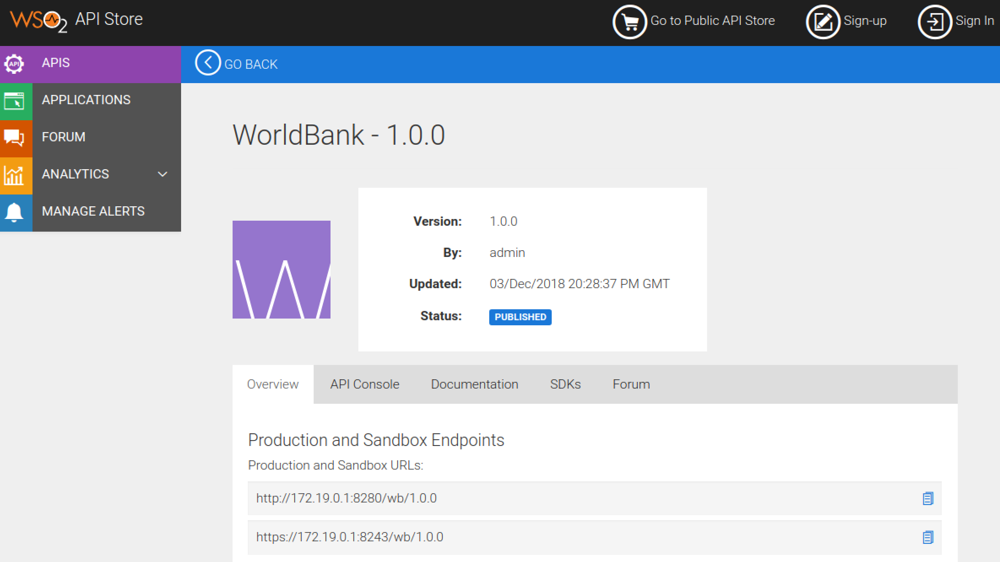 WSO2 API Store
Go to Public API Store
Sign-up
Sign In
API
APIS
GO BACK
APPLICATIONS
FORUM
ANALYTICS
MANAGE ALERTS
WorldBank - 1.0.0
W
Version: 1.0.0
By: admin
Updated: 03/Dec/2018 20:28:37 PM GMT
Status: PUBLISHED
Overview API Console Documentation SDKs Forum
Production and Sandbox Endpoints
Production and Sandbox URLs:
http://172.19.0.1:8280/wb/1.0.0
https://172.19.0.1:8243/wb/1.0.0